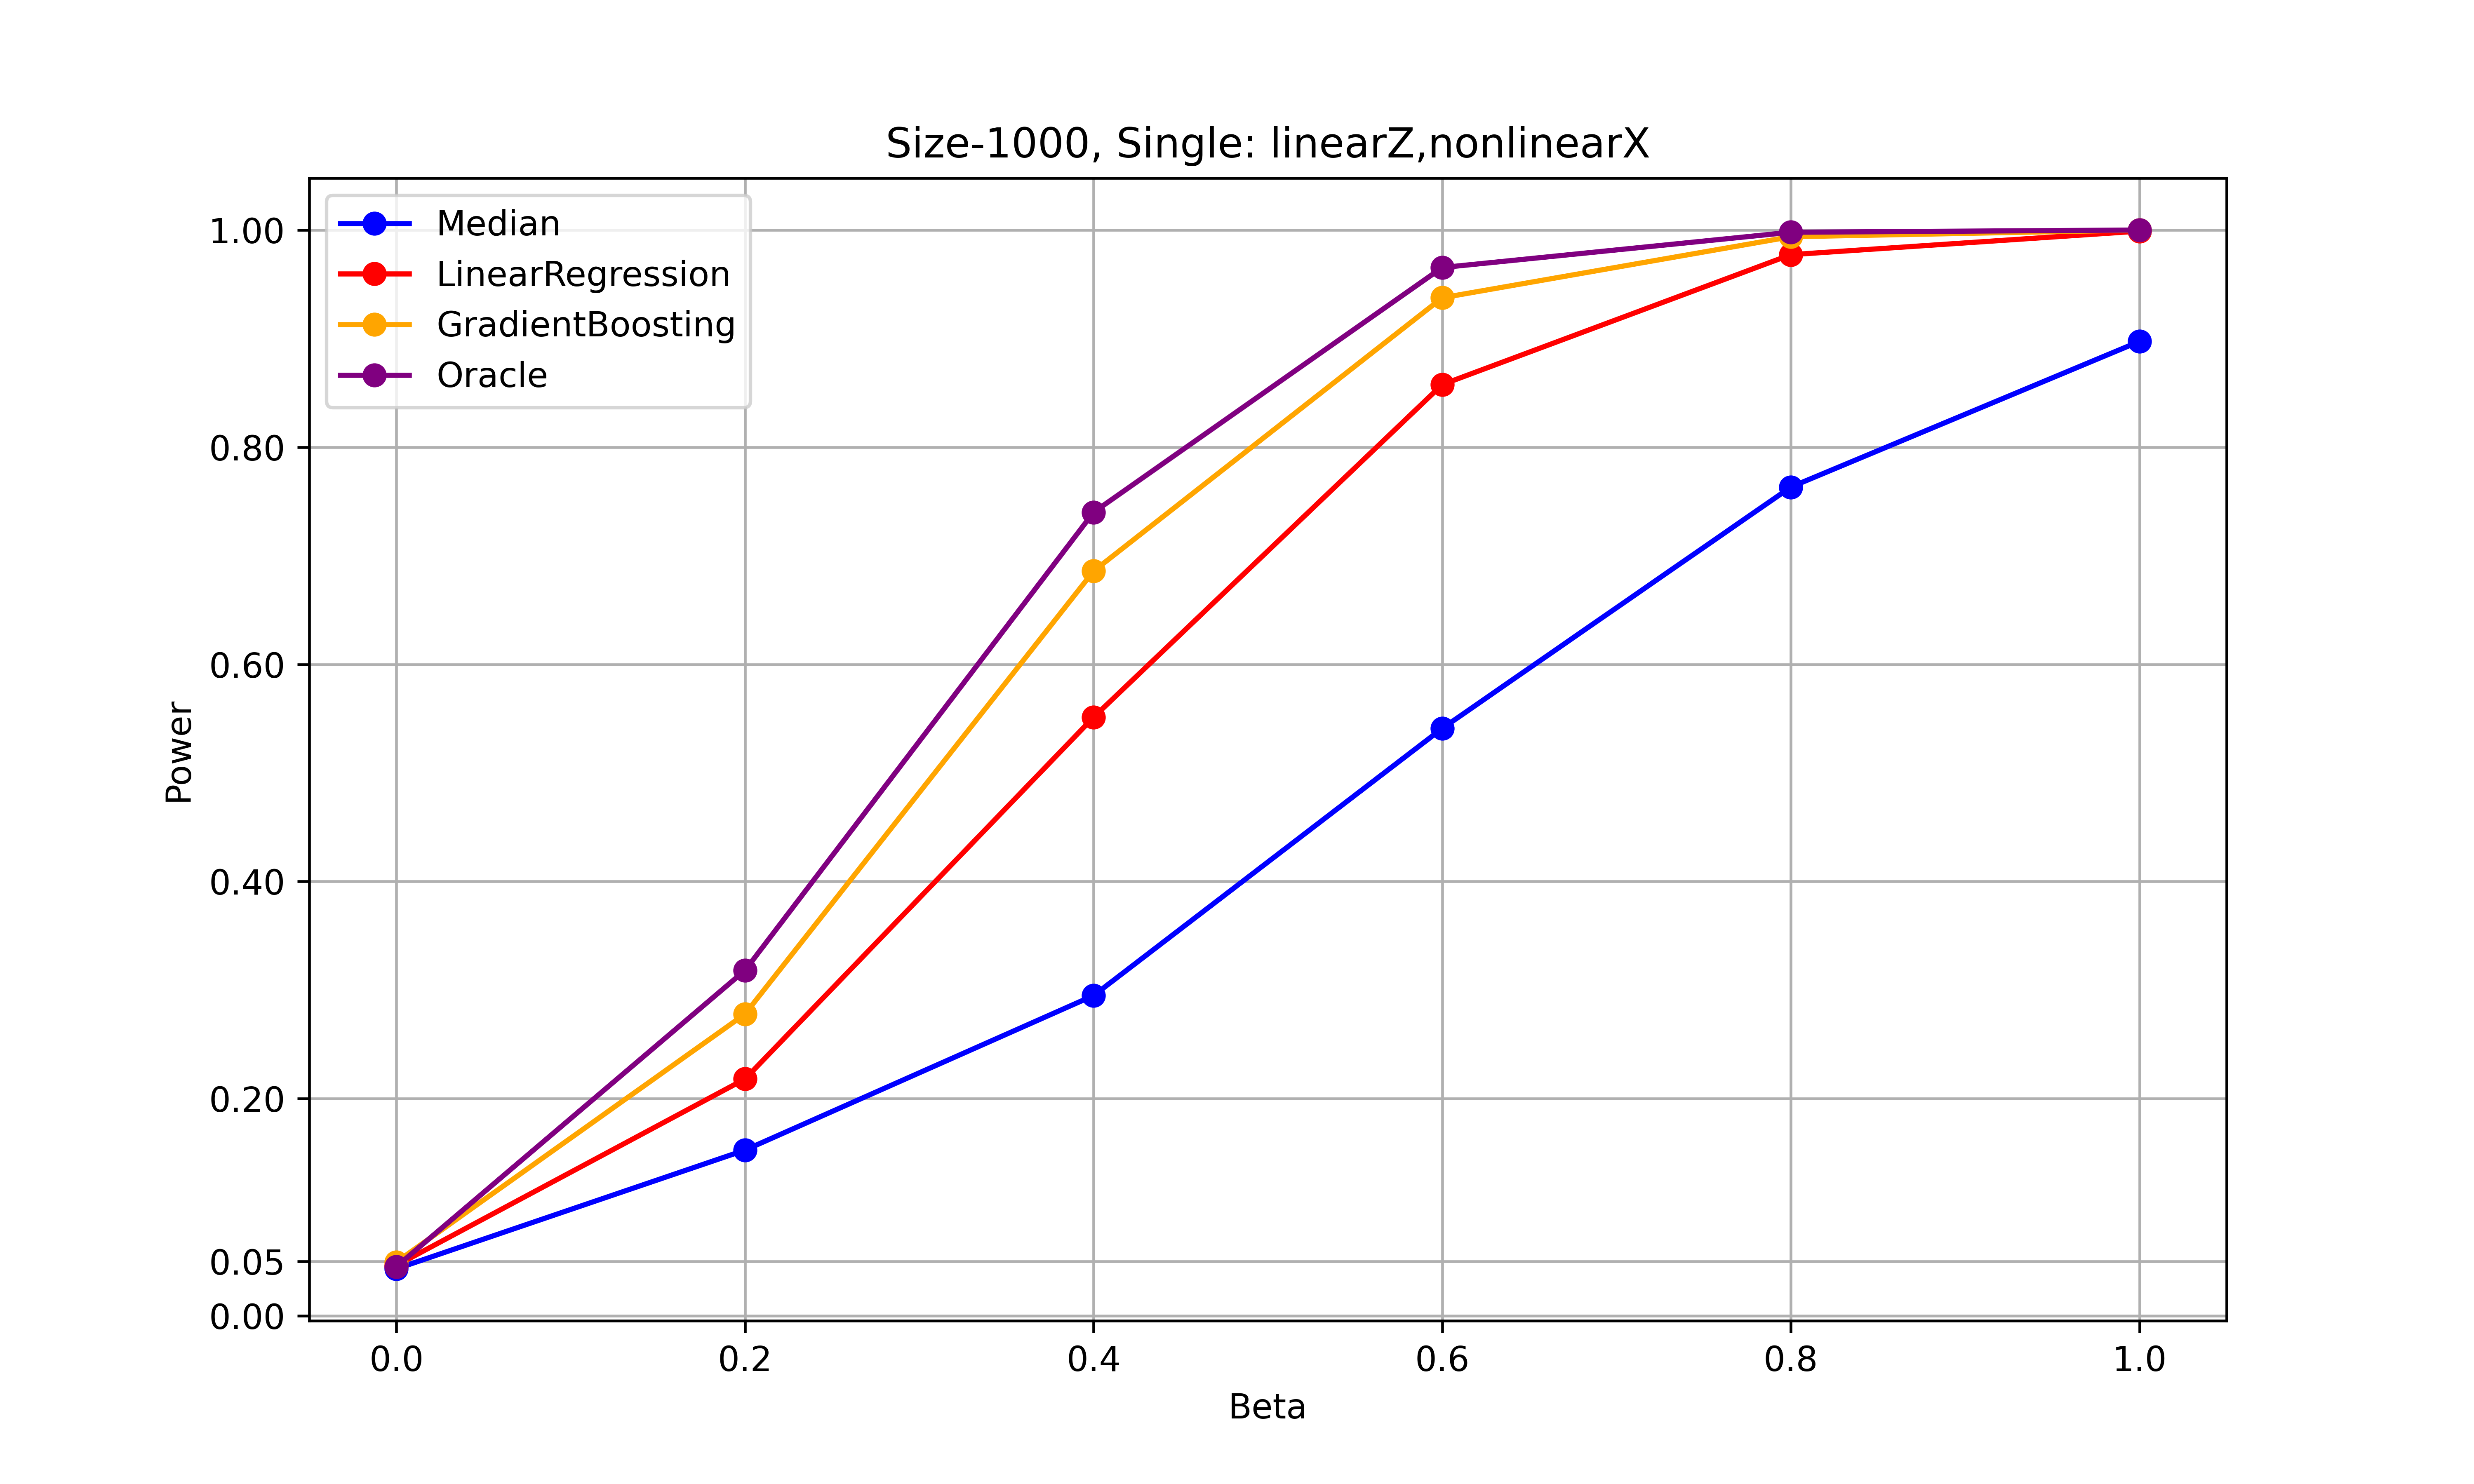 Size-1000, Single: linearZ,nonlinearX
Median
LinearRegression
GradientBoosting
Oracle
1.00
0.80
0.60
0.40
0.20
0.05
0.00
Power
0.0 0.2 0.4 0.6 0.8 1.0
Beta